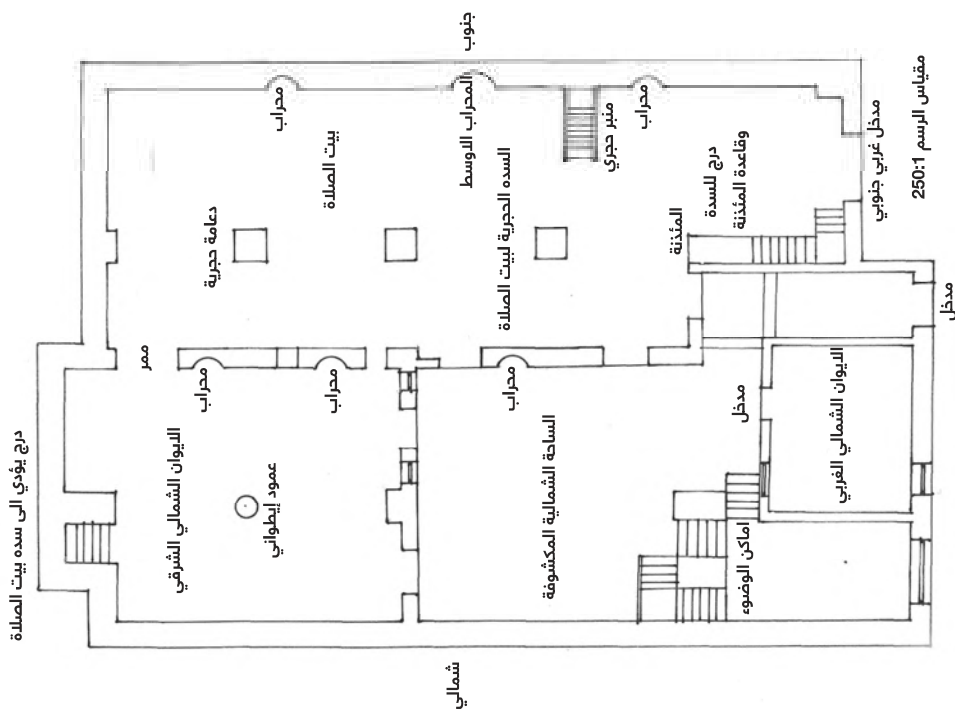 جنوب
مقياس الرسم 250:1
محراب
المحراب الاوسط
محراب
مدخل غربي جنوبي
منبر حجري
بيت الصلاة
السده الحجرية لبيت الصلاة
درج للسدة
وقاعدة المئذنة
المئذنة
دعامة حجرية
مدخل
ممر
محراب
محراب
محراب
مدخل
الايوان الشمالي الغربي
درج يؤدي الى سده بيت الصلاة
الايوان الشمالي الشرقي
عمود إيطواني
الساحة الشمالية المكشوفة
اماكن الوضوء
شمالي